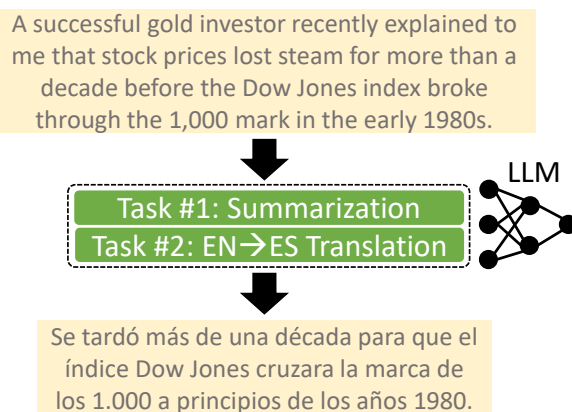 A successful gold investor recently explained to
me that stock prices lost steam for more than a
decade before the Dow Jones index broke
through the 1,000 mark in the early 1980s.
LLM
Task #1: Summarization
Task #2: EN→ES Translation
Se tardó más de una década para que el
índice Dow Jones cruzara la marca de
los 1.000 a principios de los años 1980.